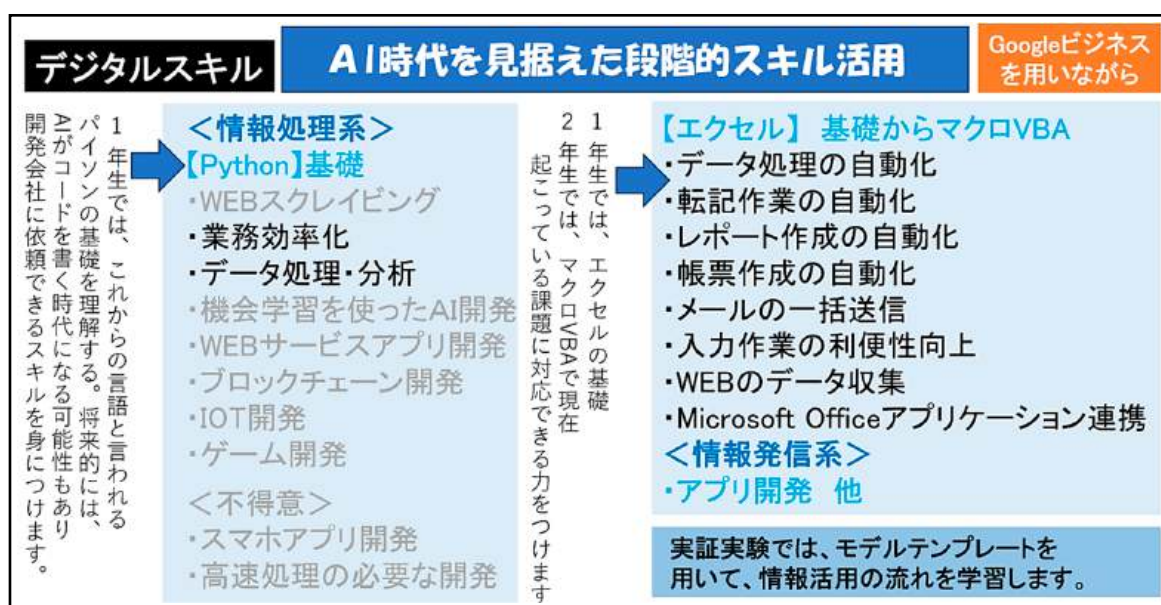 デジタルスキル
AI時代を見据えた段階的スキル活用
Googleビジネス
を用いながら
1年生では、これからの言語と言われる
パイソンの基礎を理解する。将来的には、
AIがコードを書く時代になる可能性もあり
開発会社に依頼できるスキルを身につけます。
＜情報処理系＞
【Python】基礎
・WEBスクレイビング
・業務効率化
・データ処理・分析
・機会学習を使ったAI開発
・WEBサービスアプリ開発
・ブロックチェーン開発
・IOT開発
・ゲーム開発
＜不得意＞
・スマホアプリ開発
・高速処理の必要な開発
1年生では、エクセルの基礎
2年生では、マクロVBAで現在
起こっている課題に対応できる力をつけます
【エクセル】 基礎からマクロVBA
・データ処理の自動化
・転記作業の自動化
・レポート作成の自動化
・帳票作成の自動化
・メールの一括送信
・入力作業の利便性向上
・WEBのデータ収集
・Microsoft Officeアプリケーション連携
＜情報発信系＞
・アプリ開発 他
実証実験では、モデルテンプレートを
用いて、情報活用の流れを学習します。